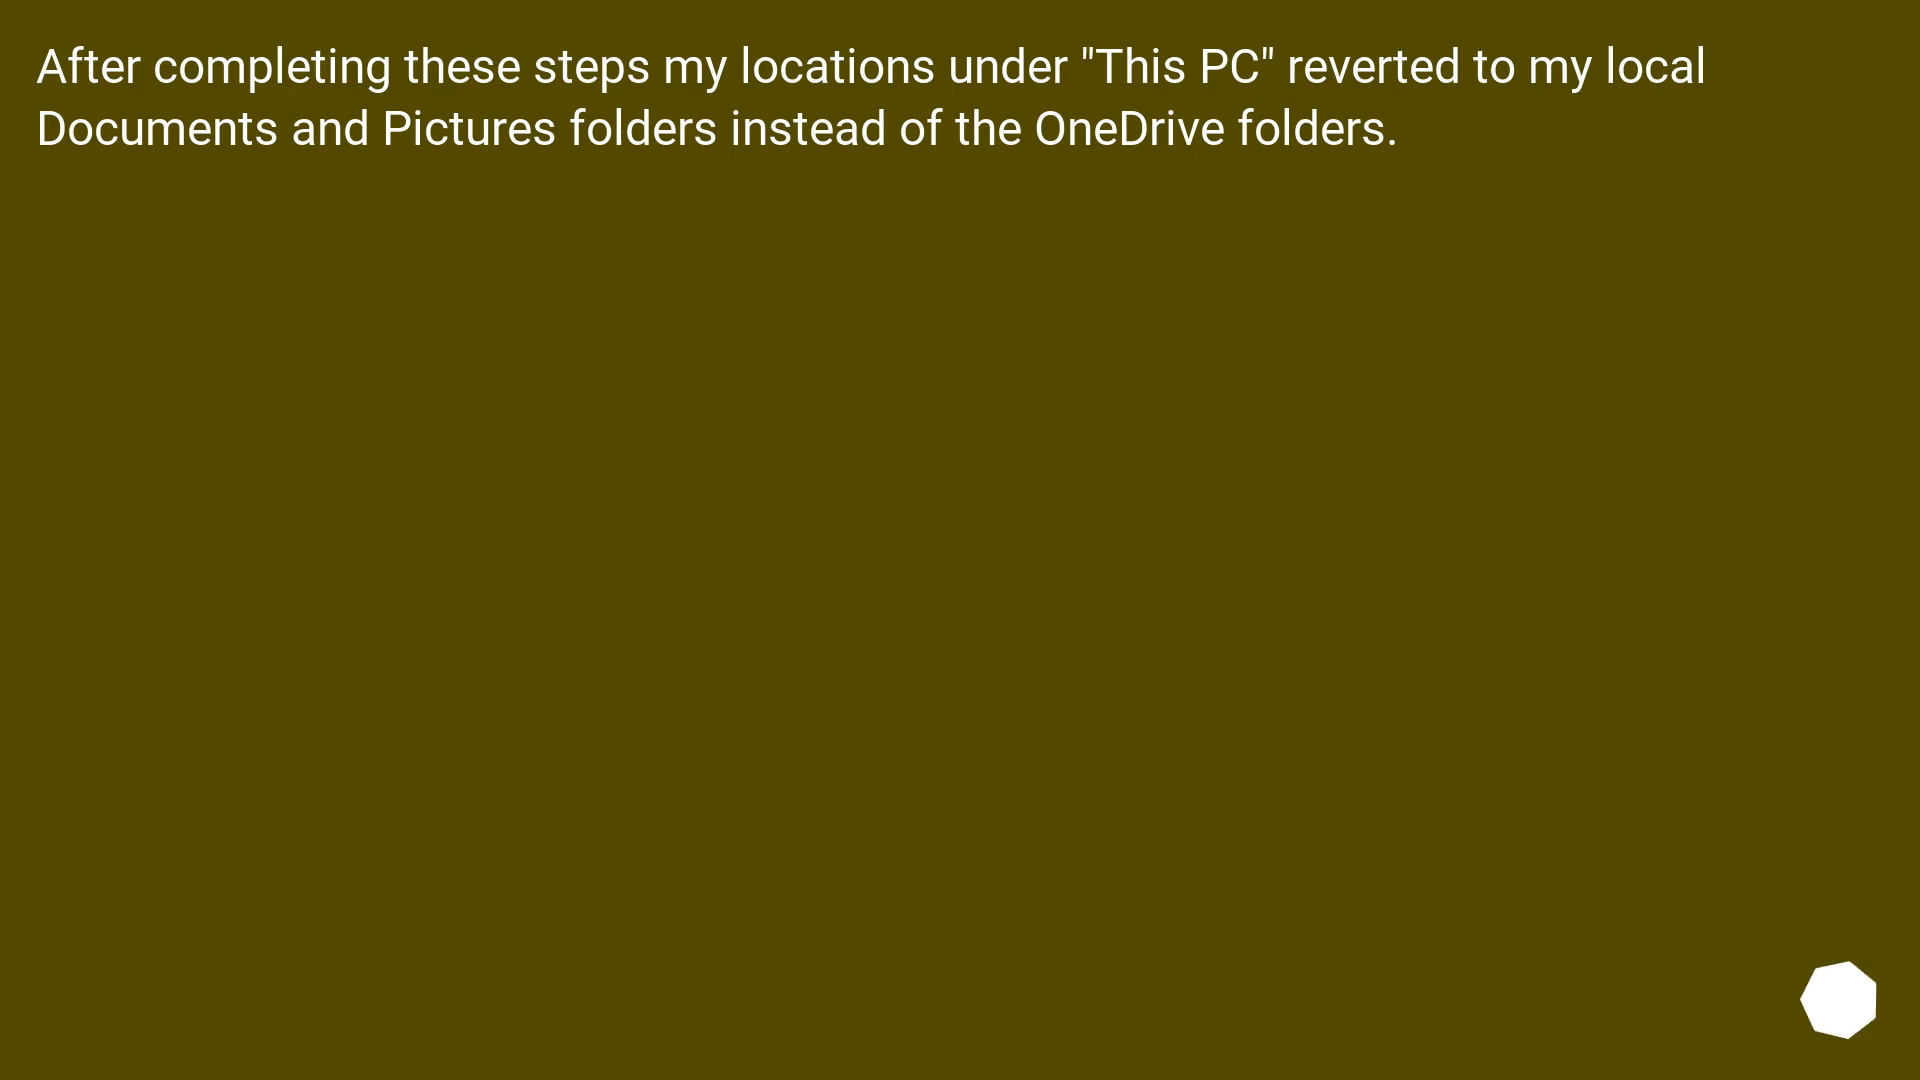 After completing these steps my locations under "This PC" reverted to my local
Documents and Pictures folders instead of the OneDrive folders.